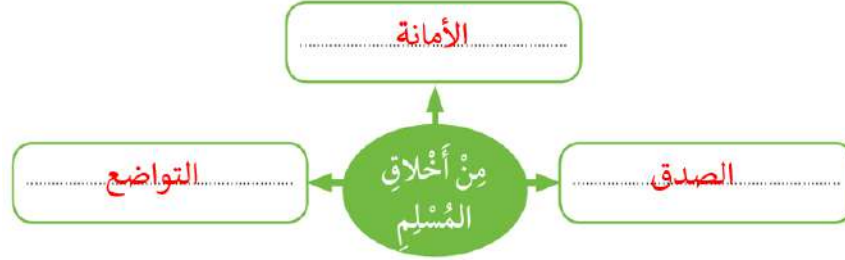 الأمانة
مِنْ أَخْلاقِ
المُسْلِمِ
الصدق
التواضع